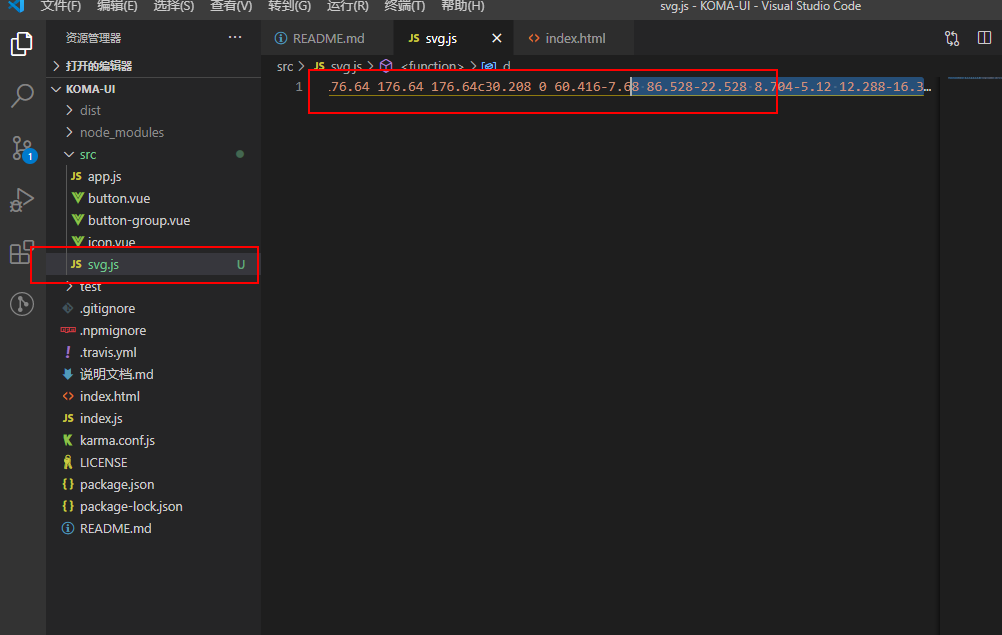 文件(F) 编辑(E) 选择(S) 查看(V) 转到(G) 运行(R) 终端(T) 帮助(H) svg.js - KOMA-UI - Visual Studio Code
资源管理器 ···
打开的编辑器
KOMA-UI
dist
node_modules
src
JS app.js
button.vue
button-group.vue
icon.vue
JS svg.js U
test
.gitignore
.npmignore
! .travis.yml
说明文档.md
<> index.html
JS index.js
K karma.conf.js
LICENSE
{} package.json
{} package-lock.json
README.md
1
README.md JS svg.js × <> index.html
src > JS svg.js > <function> > d
1 .76.64 176.64 176.64c30.208 0 60.416-7.68 86.528-22.528 8.704-5.12 12.288-16.3…